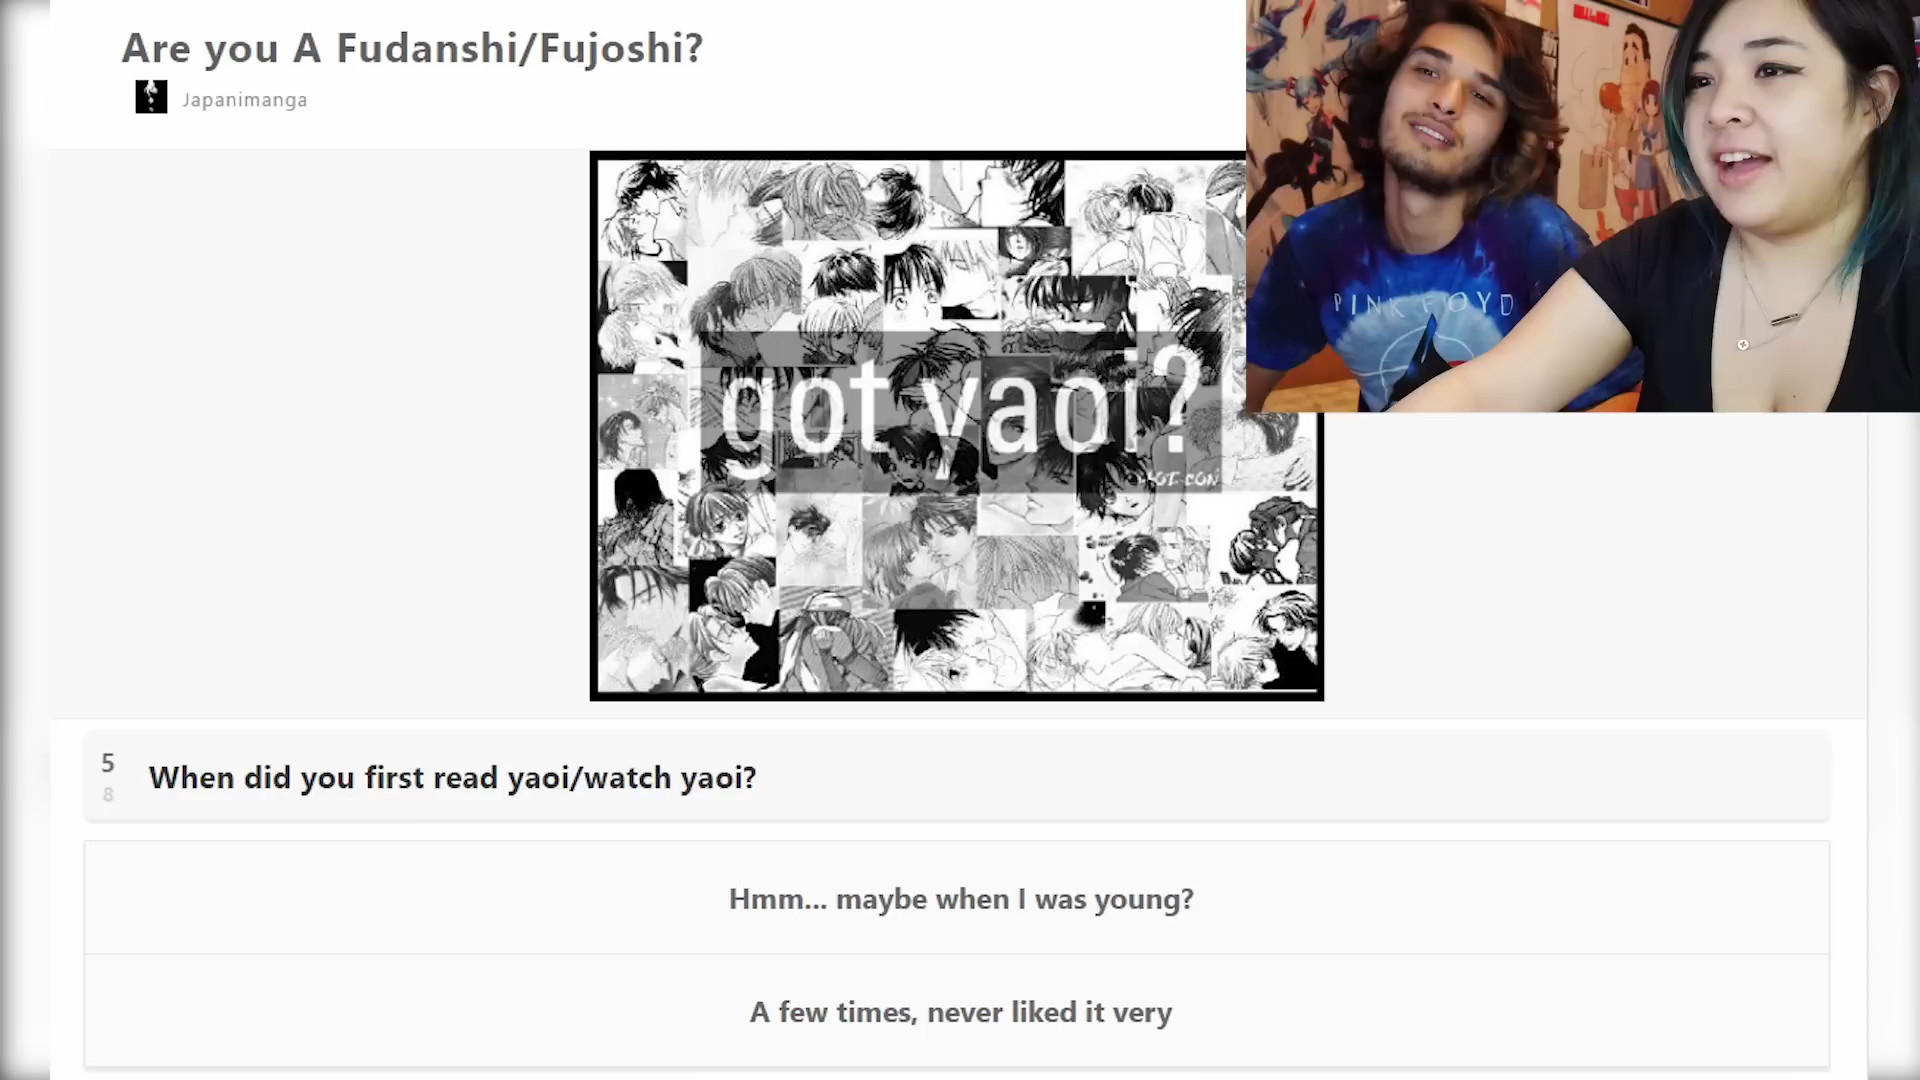 Are you A Fudanshi/Fujoshi?
Japanimanga
got yaoi?
PINK FLOYD
5
8
When did you first read yaoi/watch yaoi?
Hmm... maybe when I was young?
A few times, never liked it very